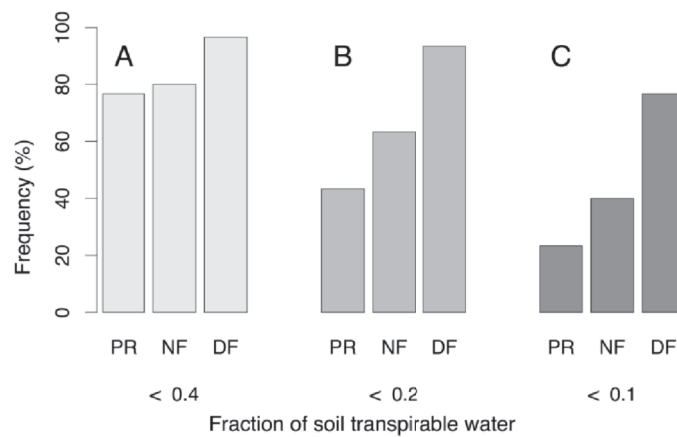 A B C
100
80
60
40
20
0
Frequency (%)
PR NF DF PR NF DF PR NF DF
< 0.4 < 0.2 < 0.1
Fraction of soil transpirable water